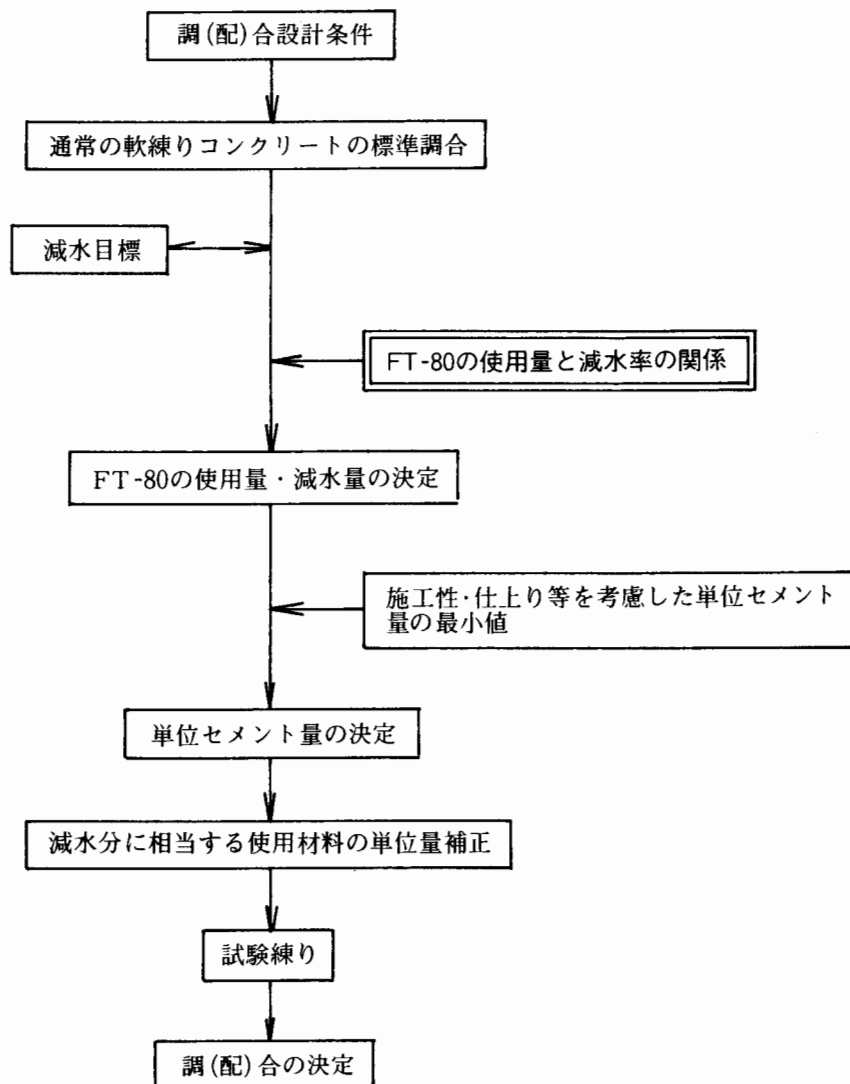 調(配)合設計条件
通常の軟練りコンクリートの標準調合
減水目標
FT-80の使用量と減水率の関係
FT-80の使用量・減水量の決定
施工性・仕上り等を考慮した単位セメント
量の最小値
単位セメント量の決定
減水分に相当する使用材料の単位量補正
試験練り
調(配)合の決定